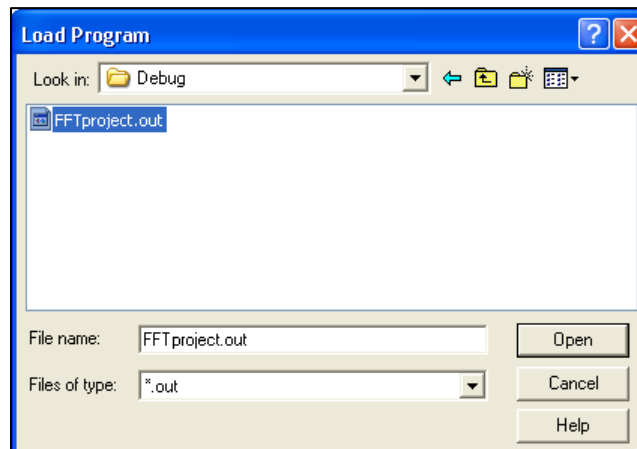 Load Program
Look in: Debug
FFTproject.out
File name: FFTproject.out Open
Files of type: *.out Cancel
Help